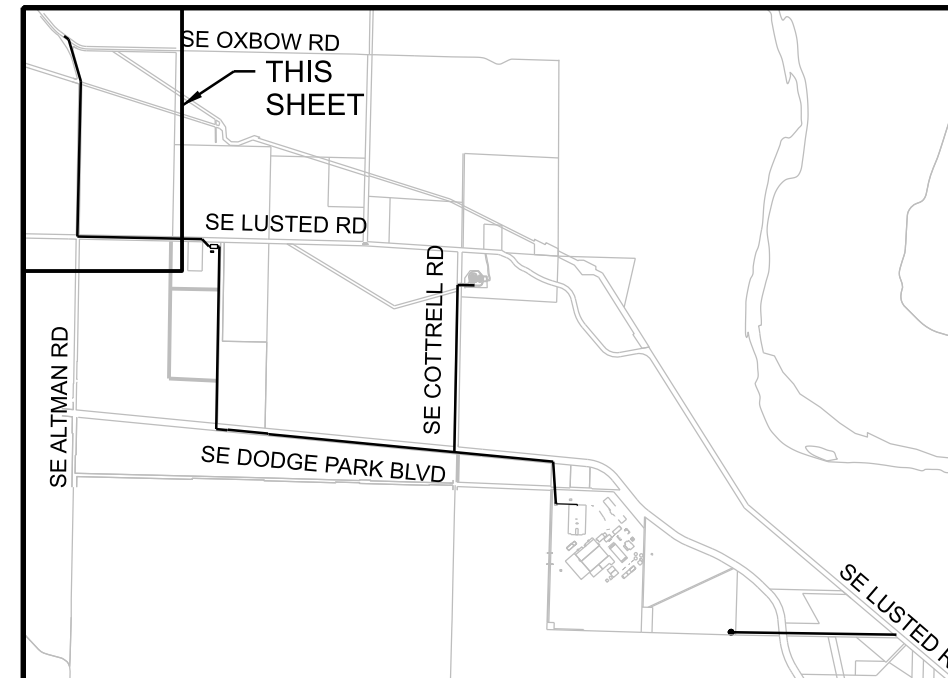 SE OXBOW RD
THIS
SHEET
SE LUSTED RD
SE COTTRELL RD
SE ALTMAN RD
SE DODGE PARK BLVD
SE LUSTED R